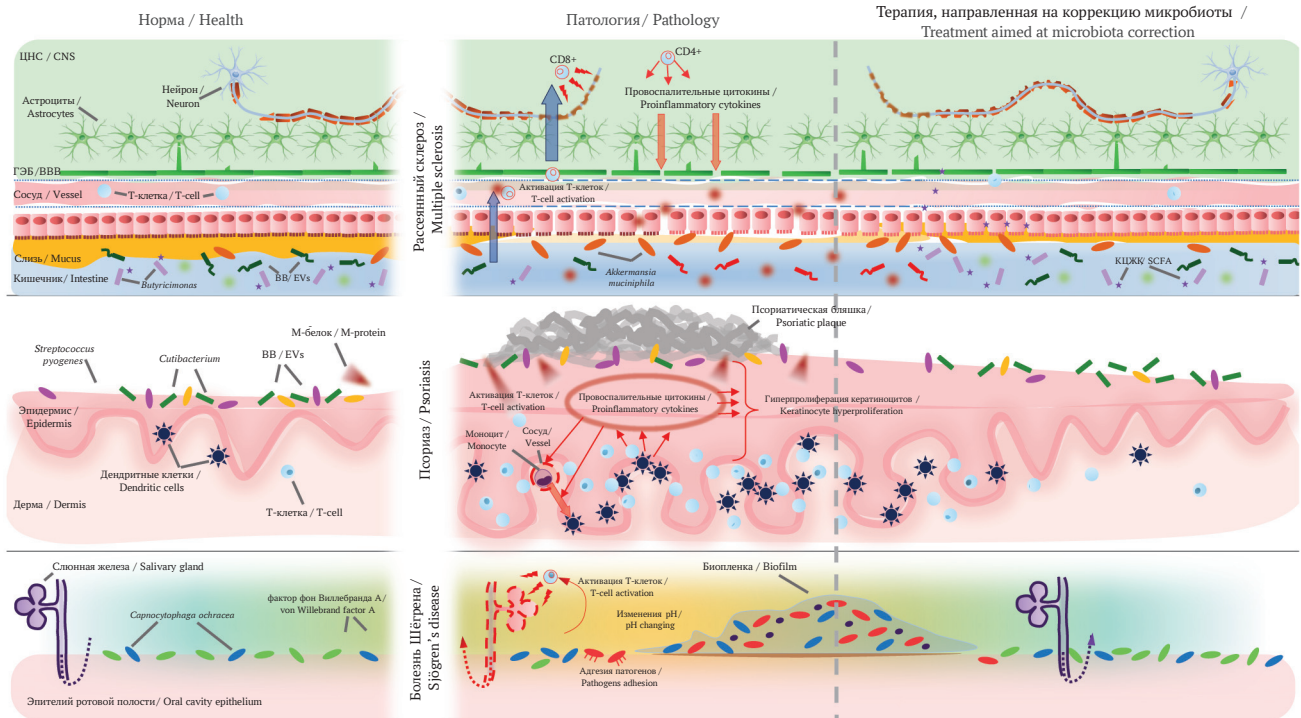 Норма / Health
Патология / Pathology
Терапия, направленная на коррекцию микробиоты /
Treatment aimed at microbiota correction
ЦНС / CNS
Нейрон /
Neuron
Астроциты /
Astrocytes
ГЭБ /BBB
Сосуд / Vessel
Т-клетка / T-cell
Слизь / Mucus
Кишечник / Intestine
Butyricimonas
ВВ / EVs
Рассеянный склероз /
Multiple sclerosis
CD8+
CD4+
Провоспалительные цитокины /
Proinflammatory cytokines
Активация Т-клеток /
T-cell activation
Akkermansia
muciniphila
КЦЖК/ SCFA
Streptococcus
pyogenes
Cutibacterium
ВВ / EVs
М-белок / M-protein
Эпидермис /
Epidermis
Дендритные клетки /
Dendritic cells
Дерма / Dermis
Т-клетка / T-cell
Псориаз / Psoriasis
Псориатическая бляшка /
Psoriatic plaque
Активация Т-клеток /
T-cell activation
Провоспалительные цитокины /
Proinflammatory cytokines
Гиперпролиферация кератиноцитов /
Keratinocyte hyperproliferation
Моноцит /
Monocyte
Сосуд/
Vessel
Слюнная железа / Salivary gland
Capnocytophaga ochracea
фактор фон Виллебранда А /
von Willebrand factor A
Эпителий ротовой полости / Oral cavity epithelium
Болезнь Шёгрена /
Sjögren's disease
Активация Т-клеток /
T-cell activation
Изменения pH /
pH changing
Биопленка / Biofilm
Адгезия патогенов /
Pathogens adhesion